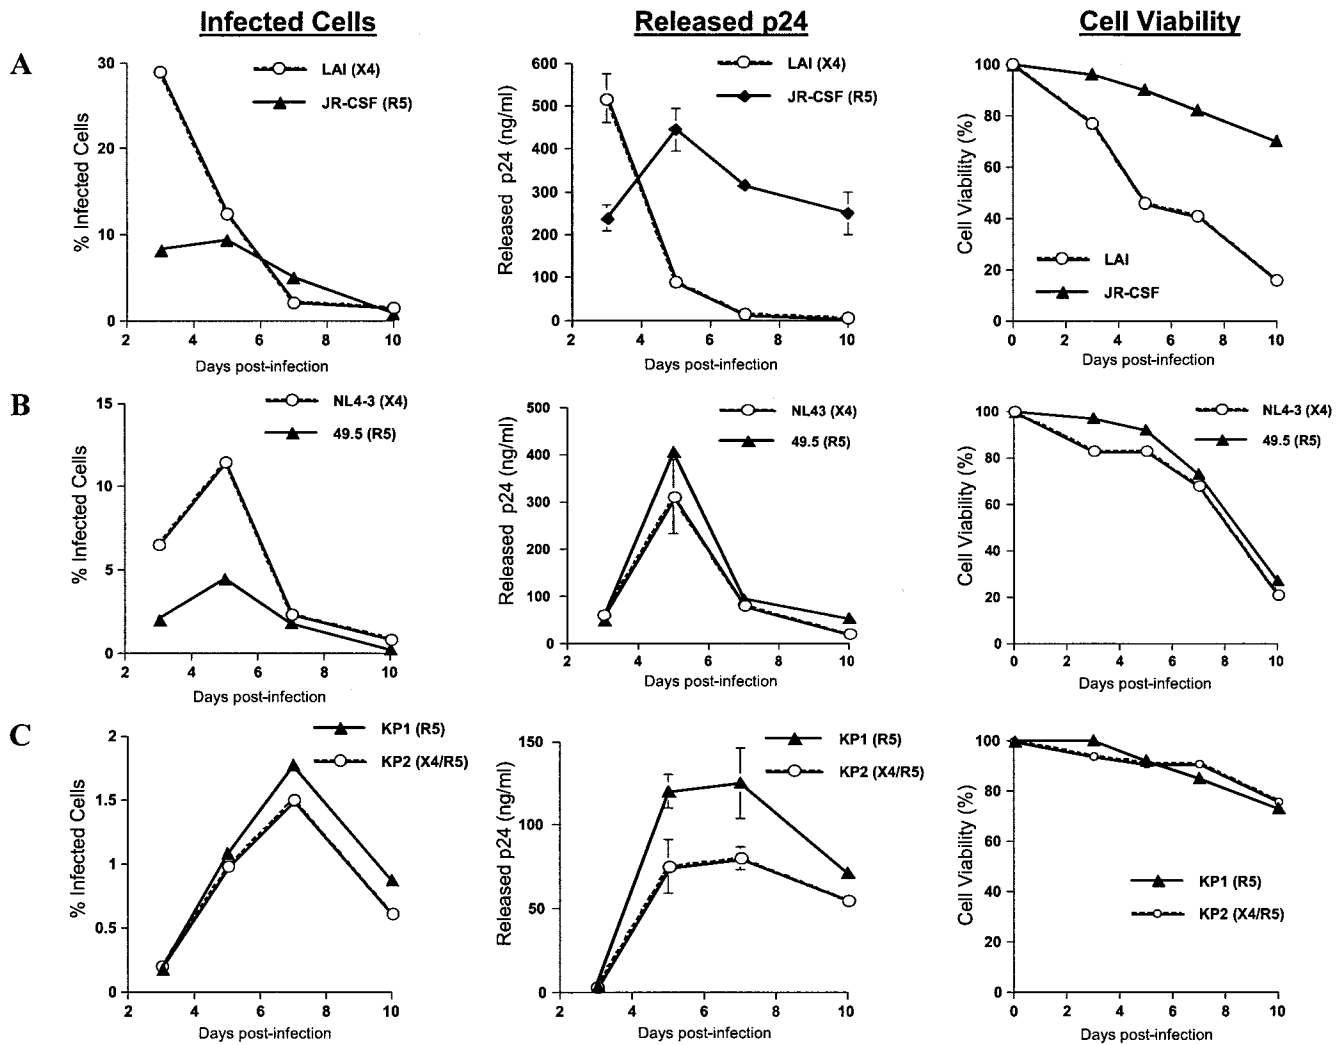 Infected Cells
Released p24
Cell Viability
A
30
20
10
0
2 4 6 8 10
% Infected Cells
Days post-infection
LAI (X4)
JR-CSF (R5)
600
500
400
300
200
100
0
2 4 6 8 10
Released p24 (ng/ml)
Days post-infection
LAI (X4)
JR-CSF (R5)
100
80
60
40
20
0
0 2 4 6 8 10
Cell Viability (%)
Days post-infection
LAI
JR-CSF
B
15
10
5
0
2 4 6 8 10
% Infected Cells
Days post-infection
NL4-3 (X4)
49.5 (R5)
500
400
300
200
100
0
2 4 6 8 10
Released p24 (ng/ml)
Days post-infection
NL43 (X4)
49.5 (R5)
100
80
60
40
20
0
0 2 4 6 8 10
Cell Viability (%)
Days post-infection
NL4-3 (X4)
49.5 (R5)
C
2
1.5
1
0.5
0
2 4 6 8 10
% Infected Cells
Days post-infection
KP1 (R5)
KP2 (X4/R5)
150
100
50
0
2 4 6 8 10
Released p24 (ng/ml)
Days post-infection
KP1 (R5)
KP2 (X4/R5)
100
80
60
40
20
0
0 2 4 6 8 10
Cell Viability (%)
Days post-infection
KP1 (R5)
KP2 (X4/R5)